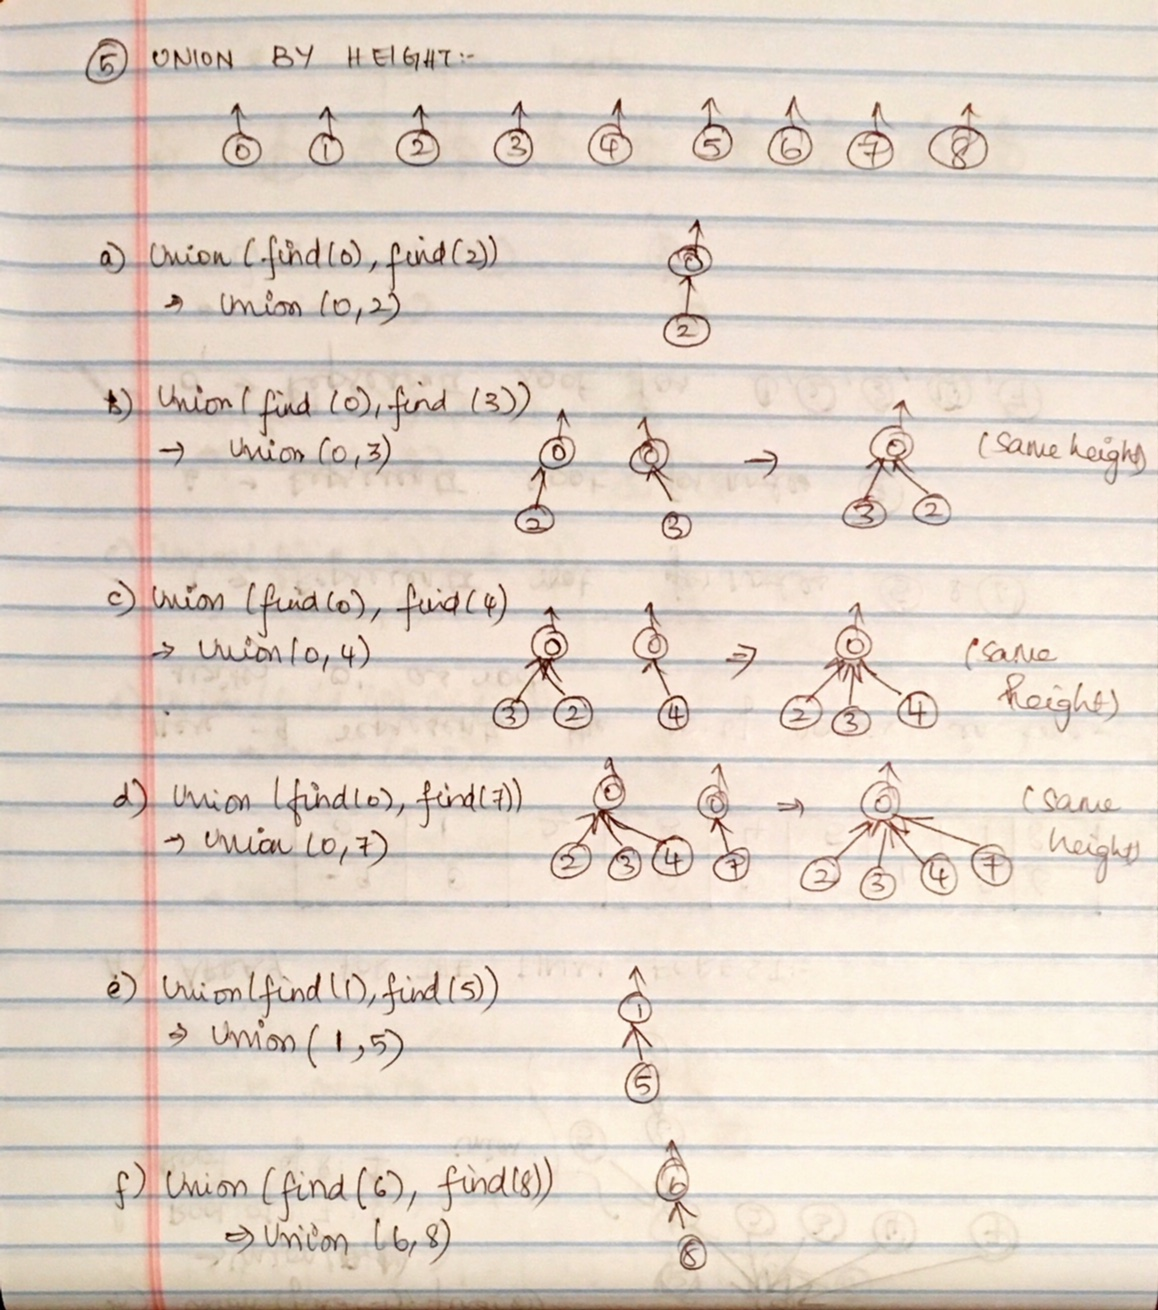 ⑤ UNION BY HEIGHT:-
0 1 2 3 4 5 6 7 8
a) Union (find(0), find(2))
→ Union (0,2)
0
2
b) Union (find (0), find (3))
→ Union (0,3)
0 0 → 0 (same height)
2 3 3 2
c) Union (find(0), find(4)
⇒ Union(0,4)
0 0 ⇒ 0 (same
height)
3 2 4 2 3 4
d) Union (find(0), find(7))
→ Union (0,7)
0 0 ⇒ 0 (same
height)
2 3 4 7 2 3 4 7
e) Union(find(1), find(5))
⇒ Union (1,5)
1
5
f) Union (find(6), find(8))
⇒ Union (6,8)
6
8